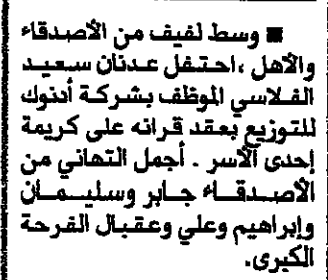 ■ وسط لفيف من الأصدقاء
والأهل ،احتفل عدنان سعيد
الفلاسي الموظف بشركة أدنوك
للتوزيع بعقد قرانه على كريمة
إحدى الأسر . أجمل التهاني من
الأصدقاء جابر وسليمان
وإبراهيم وعلي وعقبال الفرحة
الكبرى.